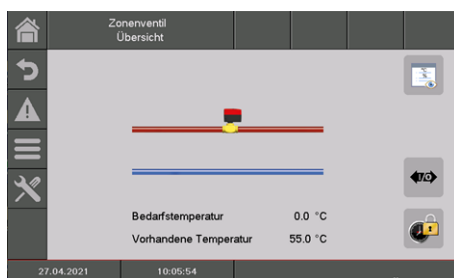 Zonenventil
Übersicht
Bedarfstemperatur 0.0 °C
Vorhandene Temperatur 55.0 °C
I/O
27.04.2021 10:05:54